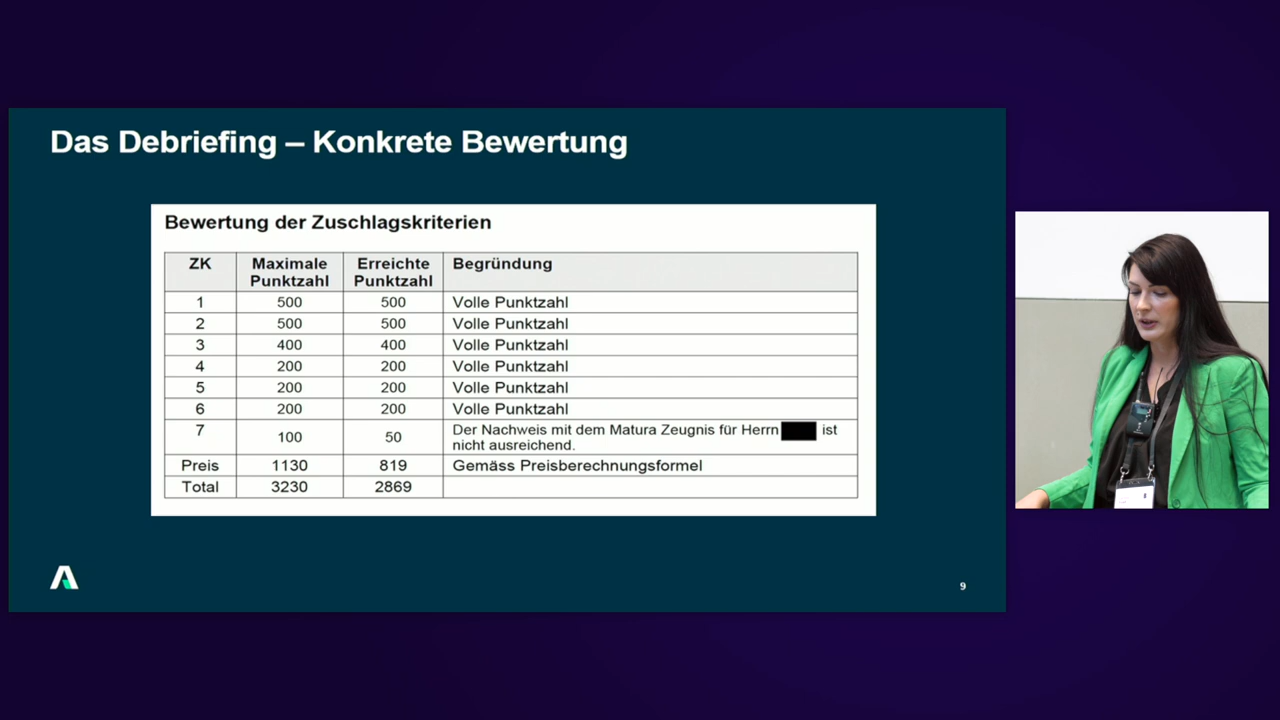 Das Debriefing – Konkrete Bewertung
Bewertung der Zuschlagskriterien
ZK Maximale Punktzahl Erreichte Punktzahl Begründung
1 500 500 Volle Punktzahl
2 500 500 Volle Punktzahl
3 400 400 Volle Punktzahl
4 200 200 Volle Punktzahl
5 200 200 Volle Punktzahl
6 200 200 Volle Punktzahl
7 100 50 Der Nachweis mit dem Matura Zeugnis für Herrn ist
nicht ausreichend.
Preis 1130 819 Gemäss Preisberechnungsformel
Total 3230 2869
9